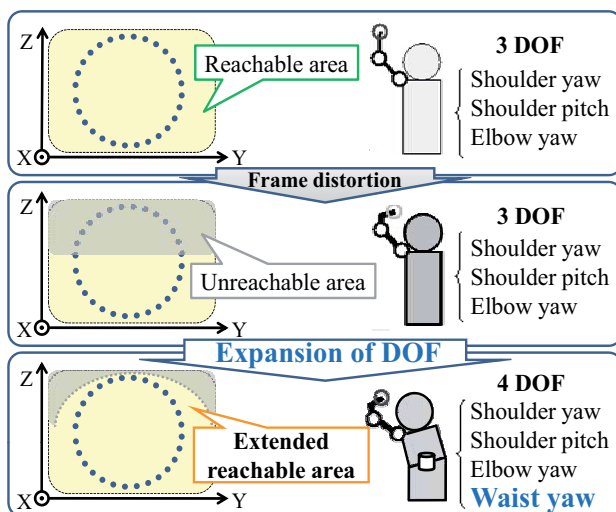 Z
Reachable area
X
Y
3 DOF
Shoulder yaw
Shoulder pitch
Elbow yaw
Frame distortion
Z
Unreachable area
X
Y
3 DOF
Shoulder yaw
Shoulder pitch
Elbow yaw
Expansion of DOF
Z
Extended
reachable area
X
Y
4 DOF
Shoulder yaw
Shoulder pitch
Elbow yaw
Waist yaw